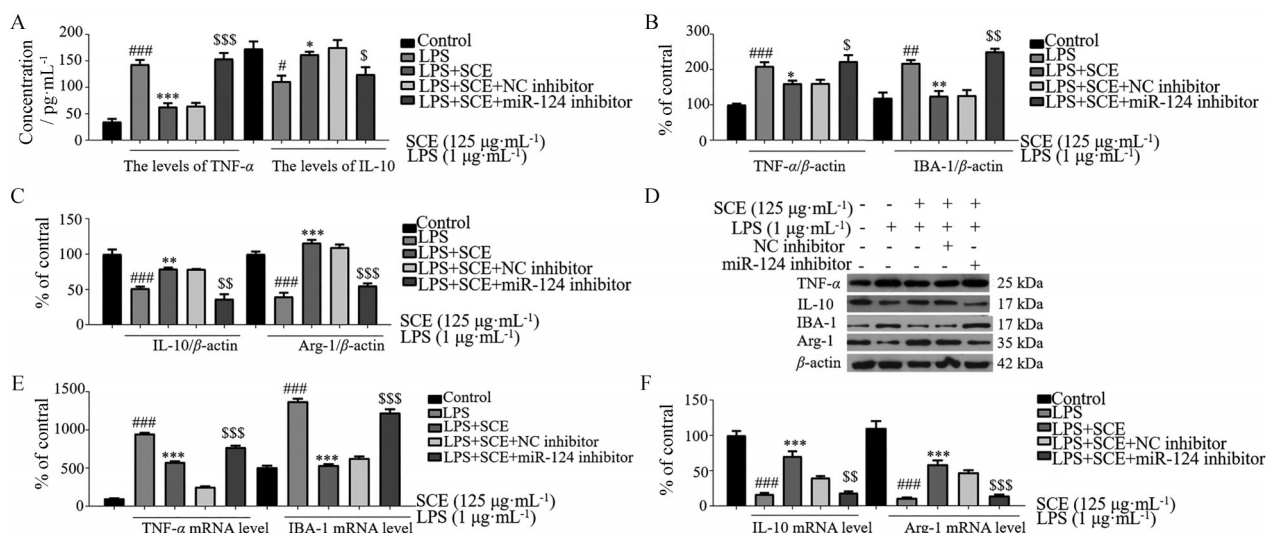 A
Concentration
/ pg·mL-1
200
150
100
50
0
###
***
$$$
#
*
$
The levels of TNF-α
The levels of IL-10
Control
LPS
LPS+SCE
LPS+SCE+NC inhibitor
LPS+SCE+miR-124 inhibitor
SCE (125 μg·mL-1)
LPS (1 μg·mL-1)
B
% of control
300
200
100
0
###
*
$
##
**
$$
TNF-α/β-actin
IBA-1/β-actin
Control
LPS
LPS+SCE
LPS+SCE+NC inhibitor
LPS+SCE+miR-124 inhibitor
SCE (125 μg·mL-1)
LPS (1 μg·mL-1)
C
% of contral
150
100
50
0
###
**
$$
###
***
$$$
IL-10/β-actin
Arg-1/β-actin
Control
LPS
LPS+SCE
LPS+SCE+NC inhibitor
LPS+SCE+miR-124 inhibitor
SCE (125 μg·mL-1)
LPS (1 μg·mL-1)
D
SCE (125 μg·mL-1) - - + + +
LPS (1 μg·mL-1) - + + + +
NC inhibitor - - - + -
miR-124 inhibitor - - - - +
TNF-α 25 kDa
IL-10 17 kDa
IBA-1 17 kDa
Arg-1 35 kDa
β-actin 42 kDa
E
% of contral
1500
1000
500
0
###
***
$$$
###
***
$$$
TNF-α mRNA level
IBA-1 mRNA level
Control
LPS
LPS+SCE
LPS+SCE+NC inhibitor
LPS+SCE+miR-124 inhibitor
SCE (125 μg·mL-1)
LPS (1 μg·mL-1)
F
% of contral
150
100
50
0
###
***
$$
###
***
$$$
IL-10 mRNA level
Arg-1 mRNA level
Control
LPS
LPS+SCE
LPS+SCE+NC inhibitor
LPS+SCE+miR-124 inhibitor
SCE (125 μg·mL-1)
LPS (1 μg·mL-1)